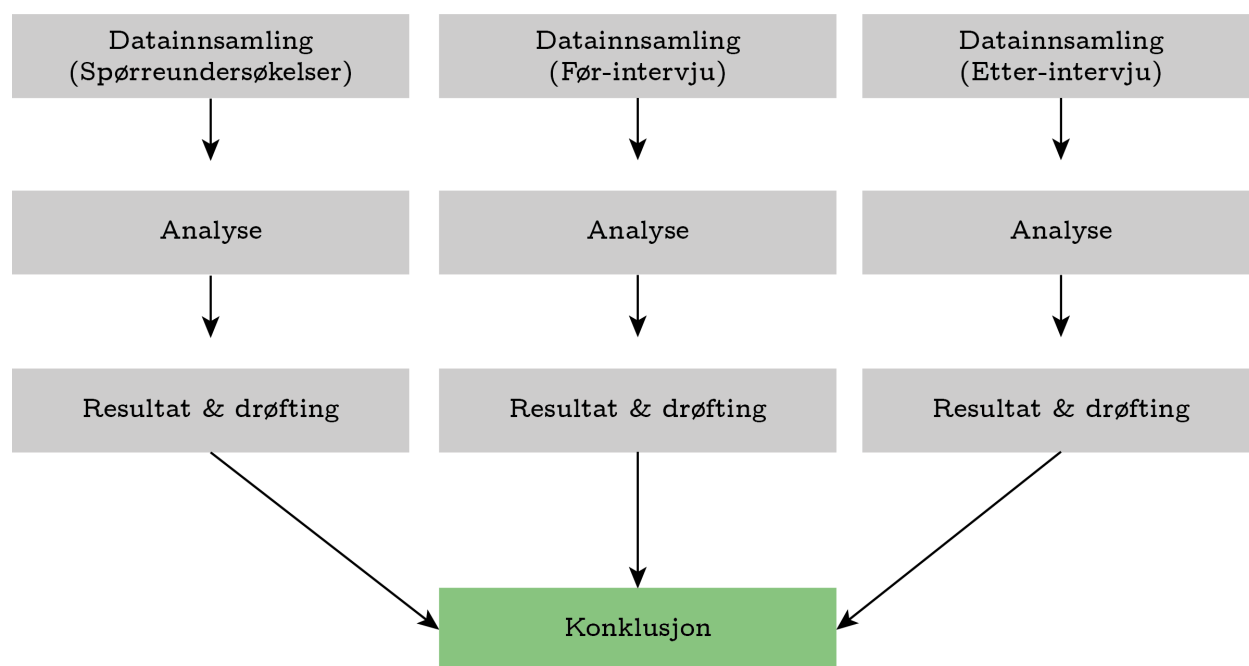 Datainnsamling
(Spørreundersøkelser)
Datainnsamling
(Før-intervju)
Datainnsamling
(Etter-intervju)
Analyse
Analyse
Analyse
Resultat & drøfting
Resultat & drøfting
Resultat & drøfting
Konklusjon